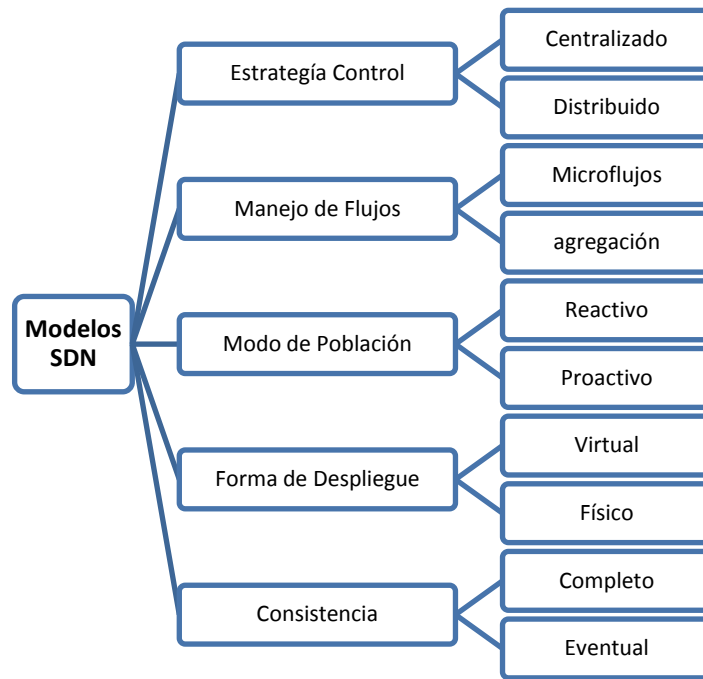 Modelos
SDN
Estrategía Control
Centralizado
Distribuido
Manejo de Flujos
Microflujos
agregación
Modo de Población
Reactivo
Proactivo
Forma de Despliegue
Virtual
Físico
Consistencia
Completo
Eventual